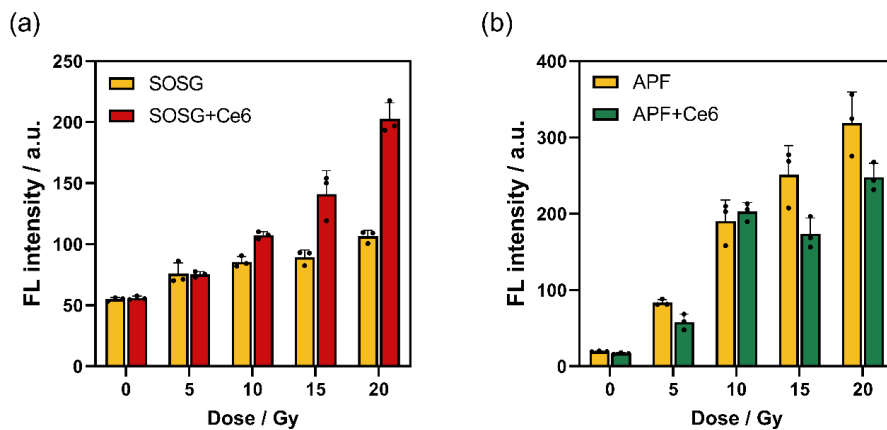 (a)
FL intensity / a.u.
250
200
150
100
50
0
SOSG
SOSG+Ce6
0 5 10 15 20
Dose / Gy
(b)
FL intensity / a.u.
400
300
200
100
0
APF
APF+Ce6
0 5 10 15 20
Dose / Gy